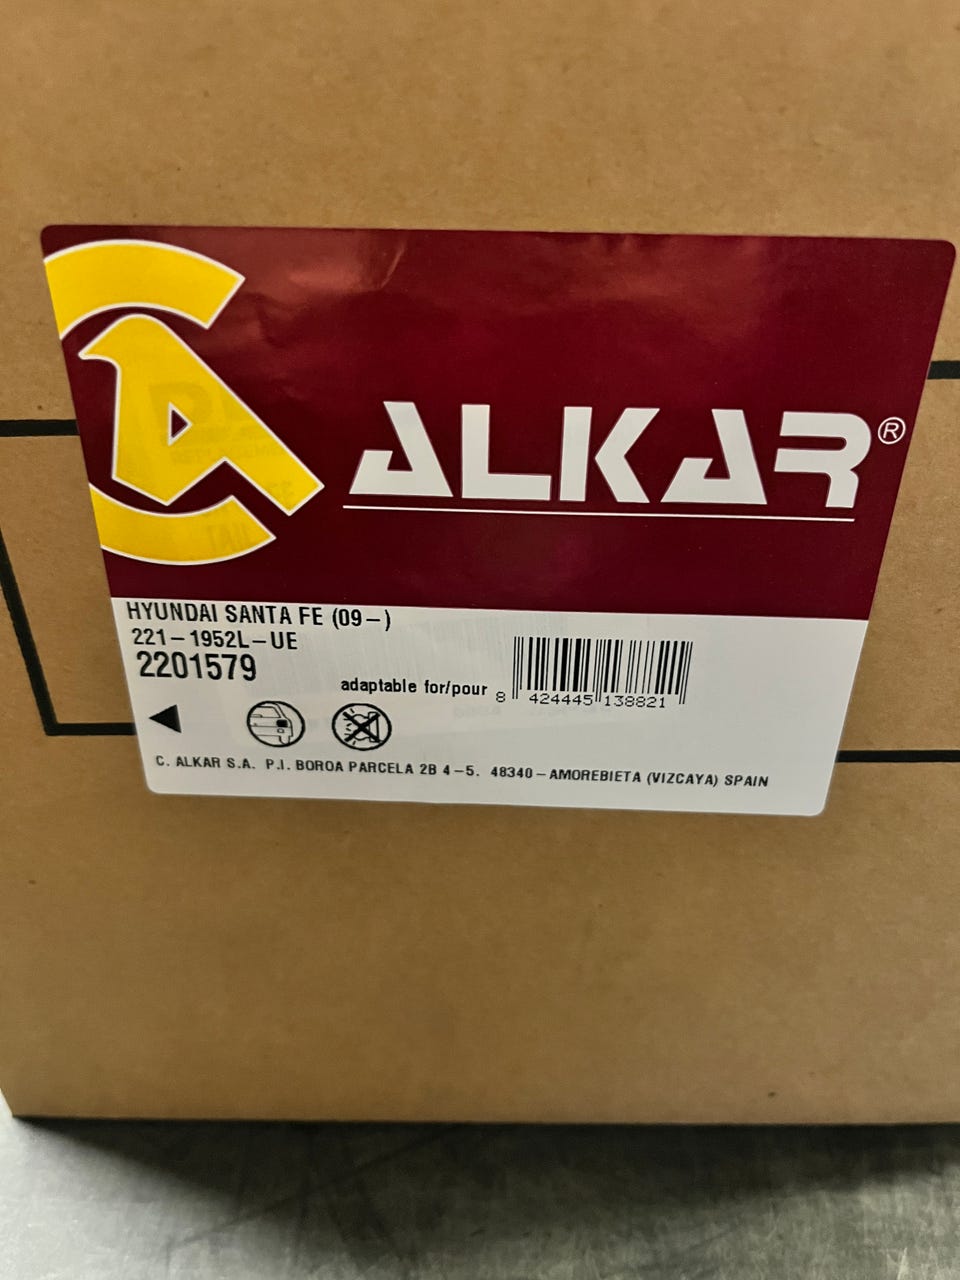 ALKAR®
HYUNDAI SANTA FE (09-)
221-1952L-UE
2201579
adaptable for/pour
8 424445 138821
C. ALKAR S.A. P.I. BOROA PARCELA 2B 4-5. 48340-AMOREBIETA (VIZCAYA) SPAIN